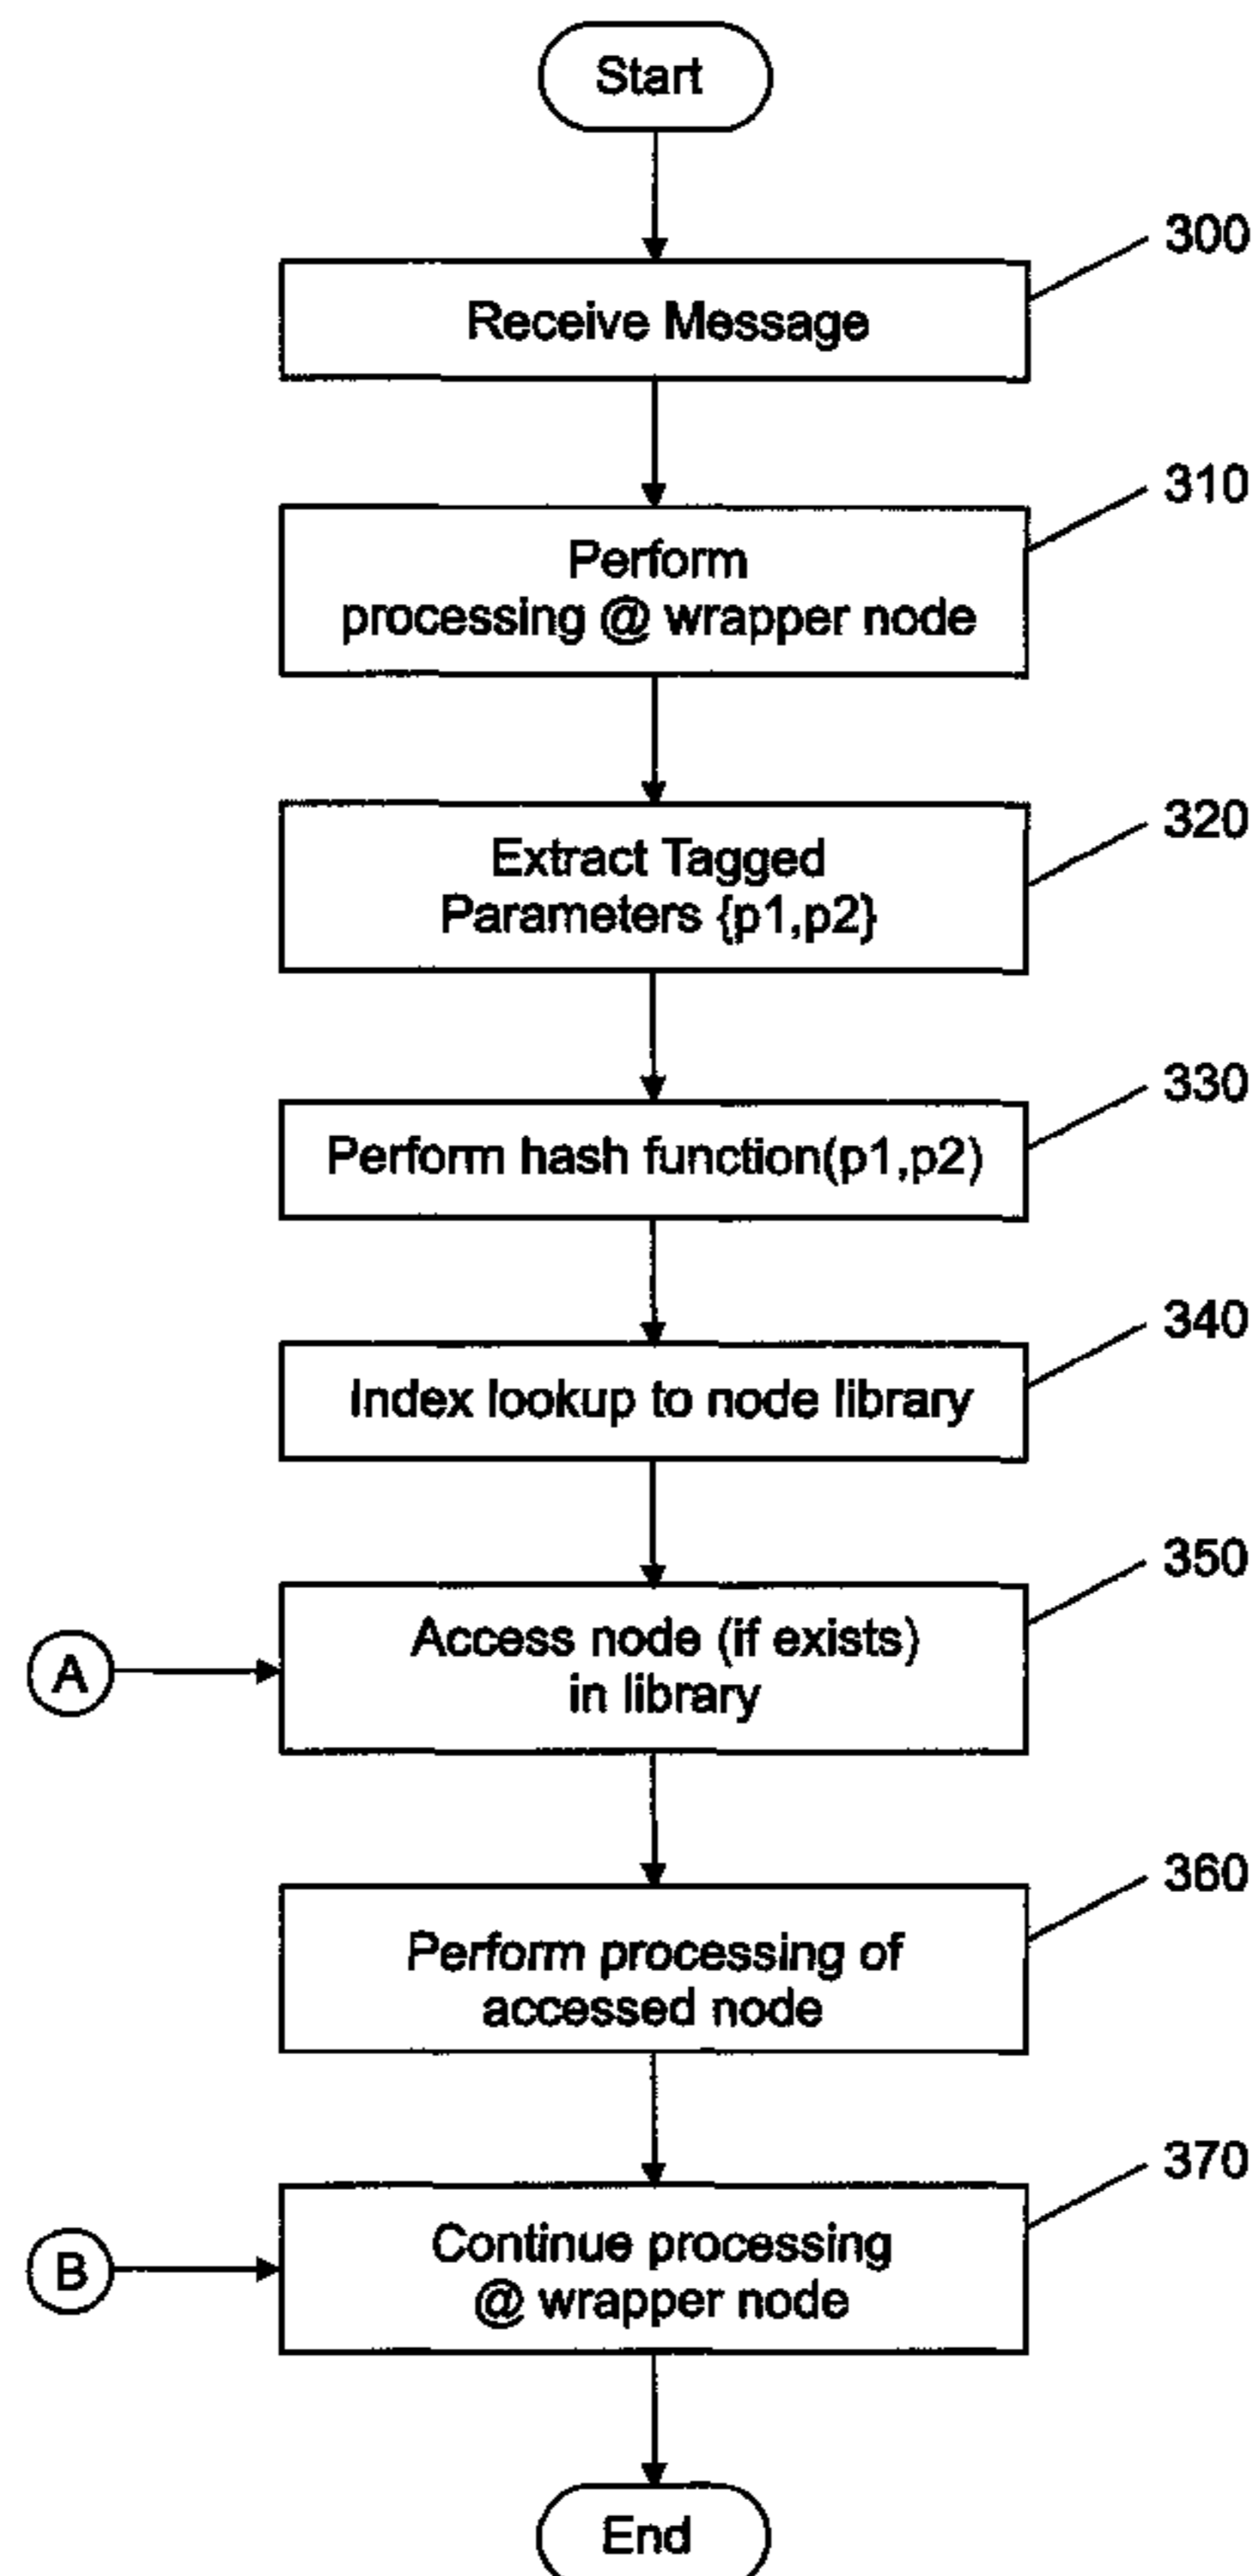 Start
300
Receive Message
310
Perform
processing @ wrapper node
320
Extract Tagged
Parameters {p1,p2}
330
Perform hash function(p1,p2)
340
Index lookup to node library
350
Access node (if exists)
in library
A
360
Perform processing of
accessed node
370
Continue processing
@ wrapper node
B
End